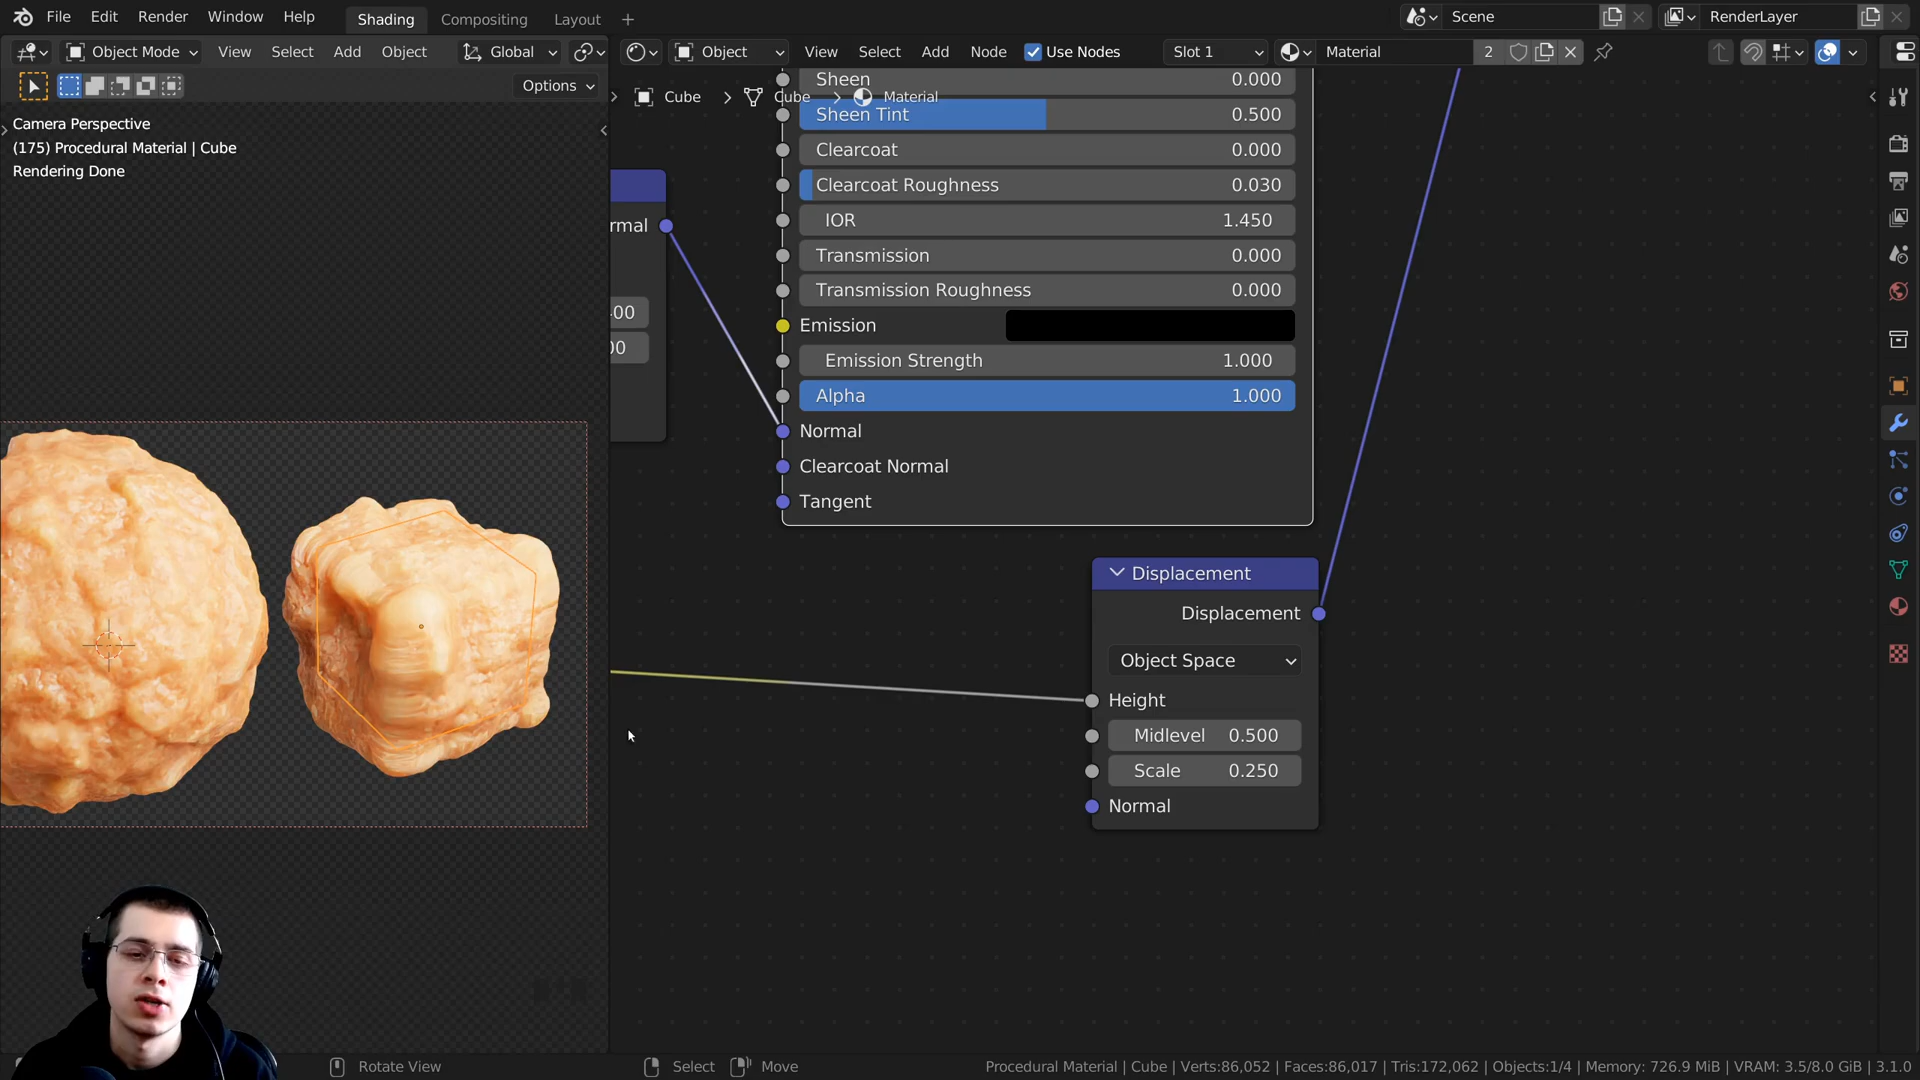 File Edit Render Window Help Shading Compositing Layout + Scene RenderLayer
Object Mode View Select Add Object Global Object View Select Add Node Use Nodes Slot 1 Material 2
Options
Cube > Cube > Material
Camera Perspective
(175) Procedural Material | Cube
Rendering Done
Sheen 0.000
Sheen Tint 0.500
Clearcoat 0.000
Clearcoat Roughness 0.030
IOR 1.450
Transmission 0.000
Transmission Roughness 0.000
Emission
Emission Strength 1.000
Alpha 1.000
Normal
Clearcoat Normal
Tangent
rmal
00
00
Displacement
Displacement
Object Space
Height
Midlevel 0.500
Scale 0.250
Normal
Rotate View Select Move Procedural Material | Cube | Verts:86,052 | Faces:86,017 | Tris:172,062 | Objects:1/4 | Memory: 726.9 MiB | VRAM: 3.5/8.0 GiB | 3.1.0